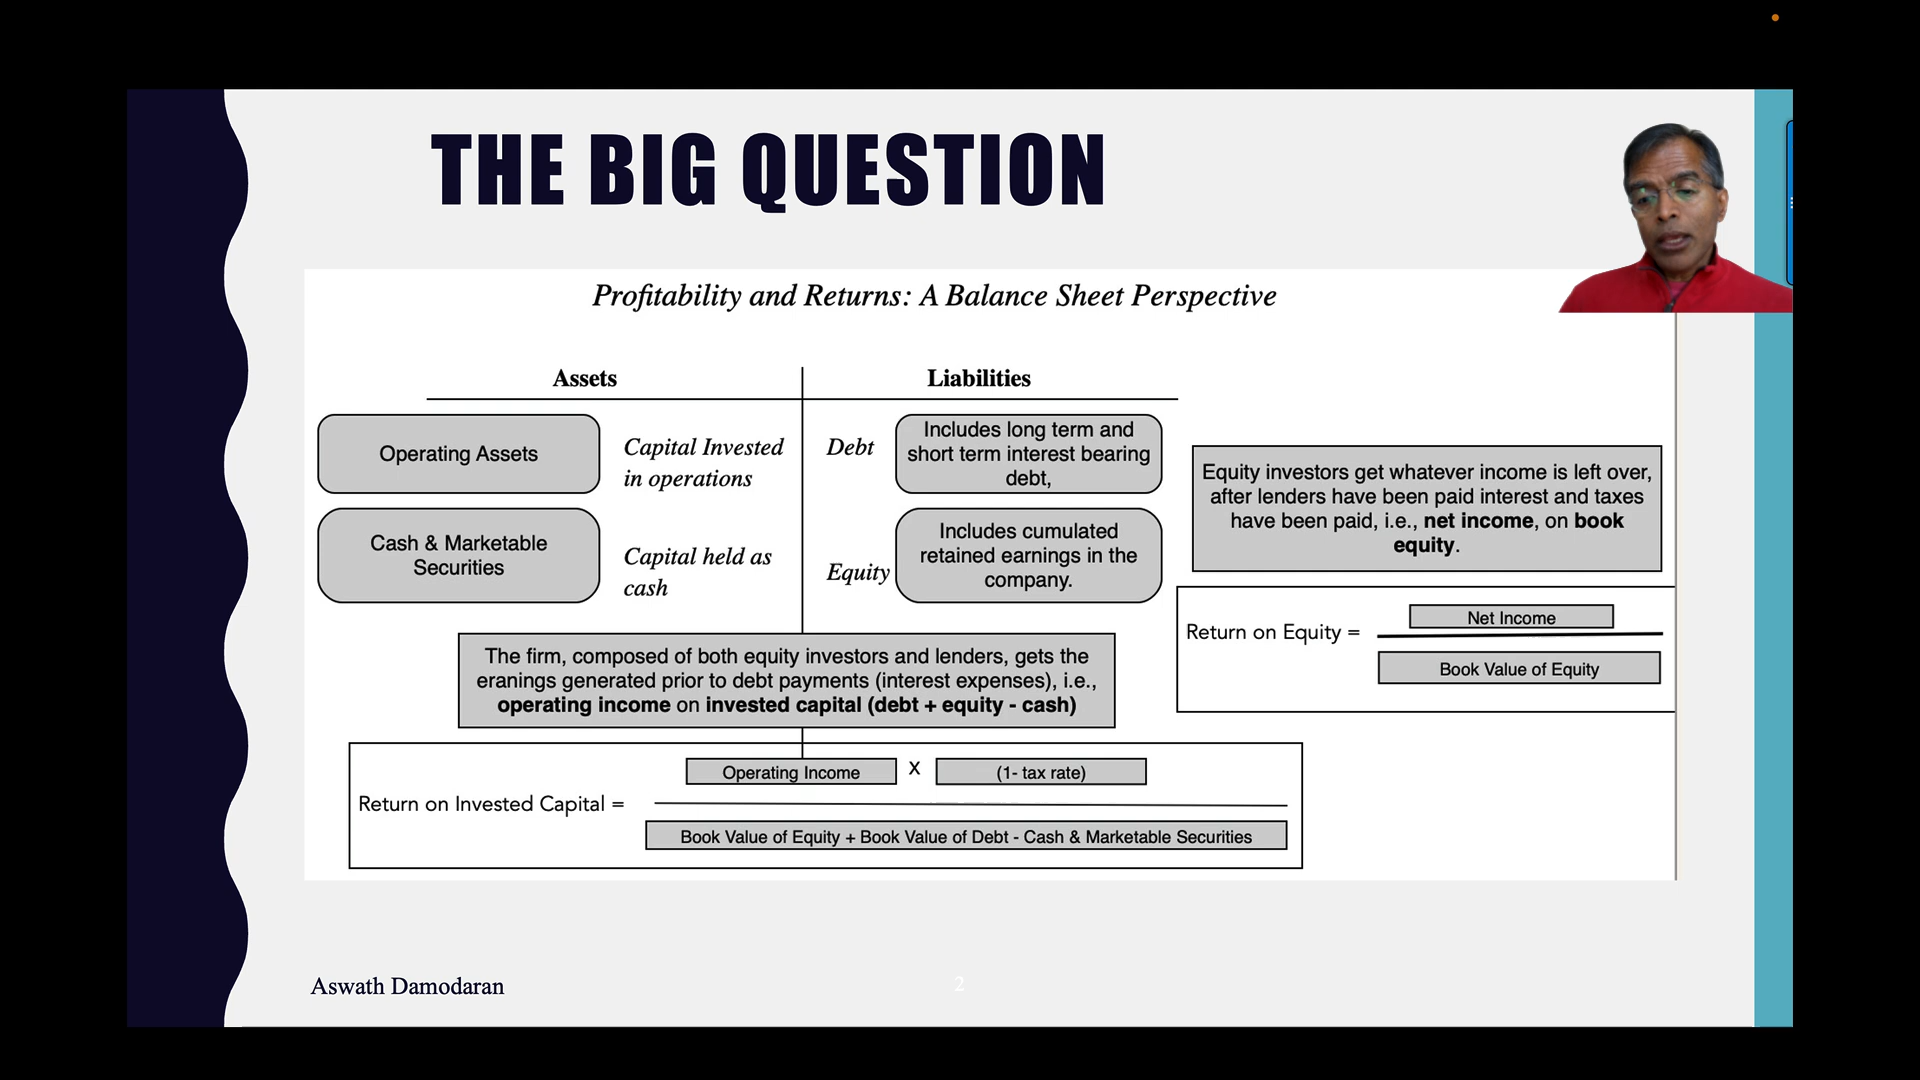 THE BIG QUESTION
Profitability and Returns: A Balance Sheet Perspective
Assets
Liabilities
Operating Assets
Capital Invested
in operations
Debt
Includes long term and
short term interest bearing
debt,
Cash & Marketable
Securities
Capital held as
cash
Equity
Includes cumulated
retained earnings in the
company.
Equity investors get whatever income is left over,
after lenders have been paid interest and taxes
have been paid, i.e., net income, on book
equity.
Return on Equity =
Net Income
Book Value of Equity
The firm, composed of both equity investors and lenders, gets the
eranings generated prior to debt payments (interest expenses), i.e.,
operating income on invested capital (debt + equity - cash)
Return on Invested Capital =
Operating Income X (1- tax rate)
Book Value of Equity + Book Value of Debt - Cash & Marketable Securities
Aswath Damodaran
2